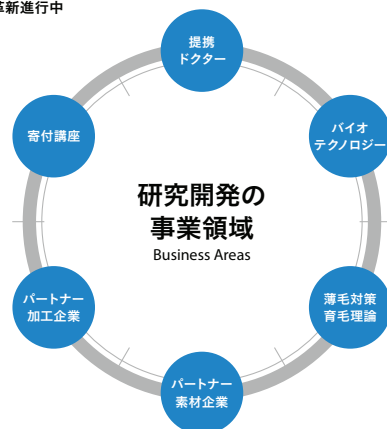 革新進行中
提携
ドクター
寄付講座
バイオ
テクノロジー
研究開発の
事業領域
Business Areas
パートナー
加工企業
薄毛対策
育毛理論
パートナー
素材企業